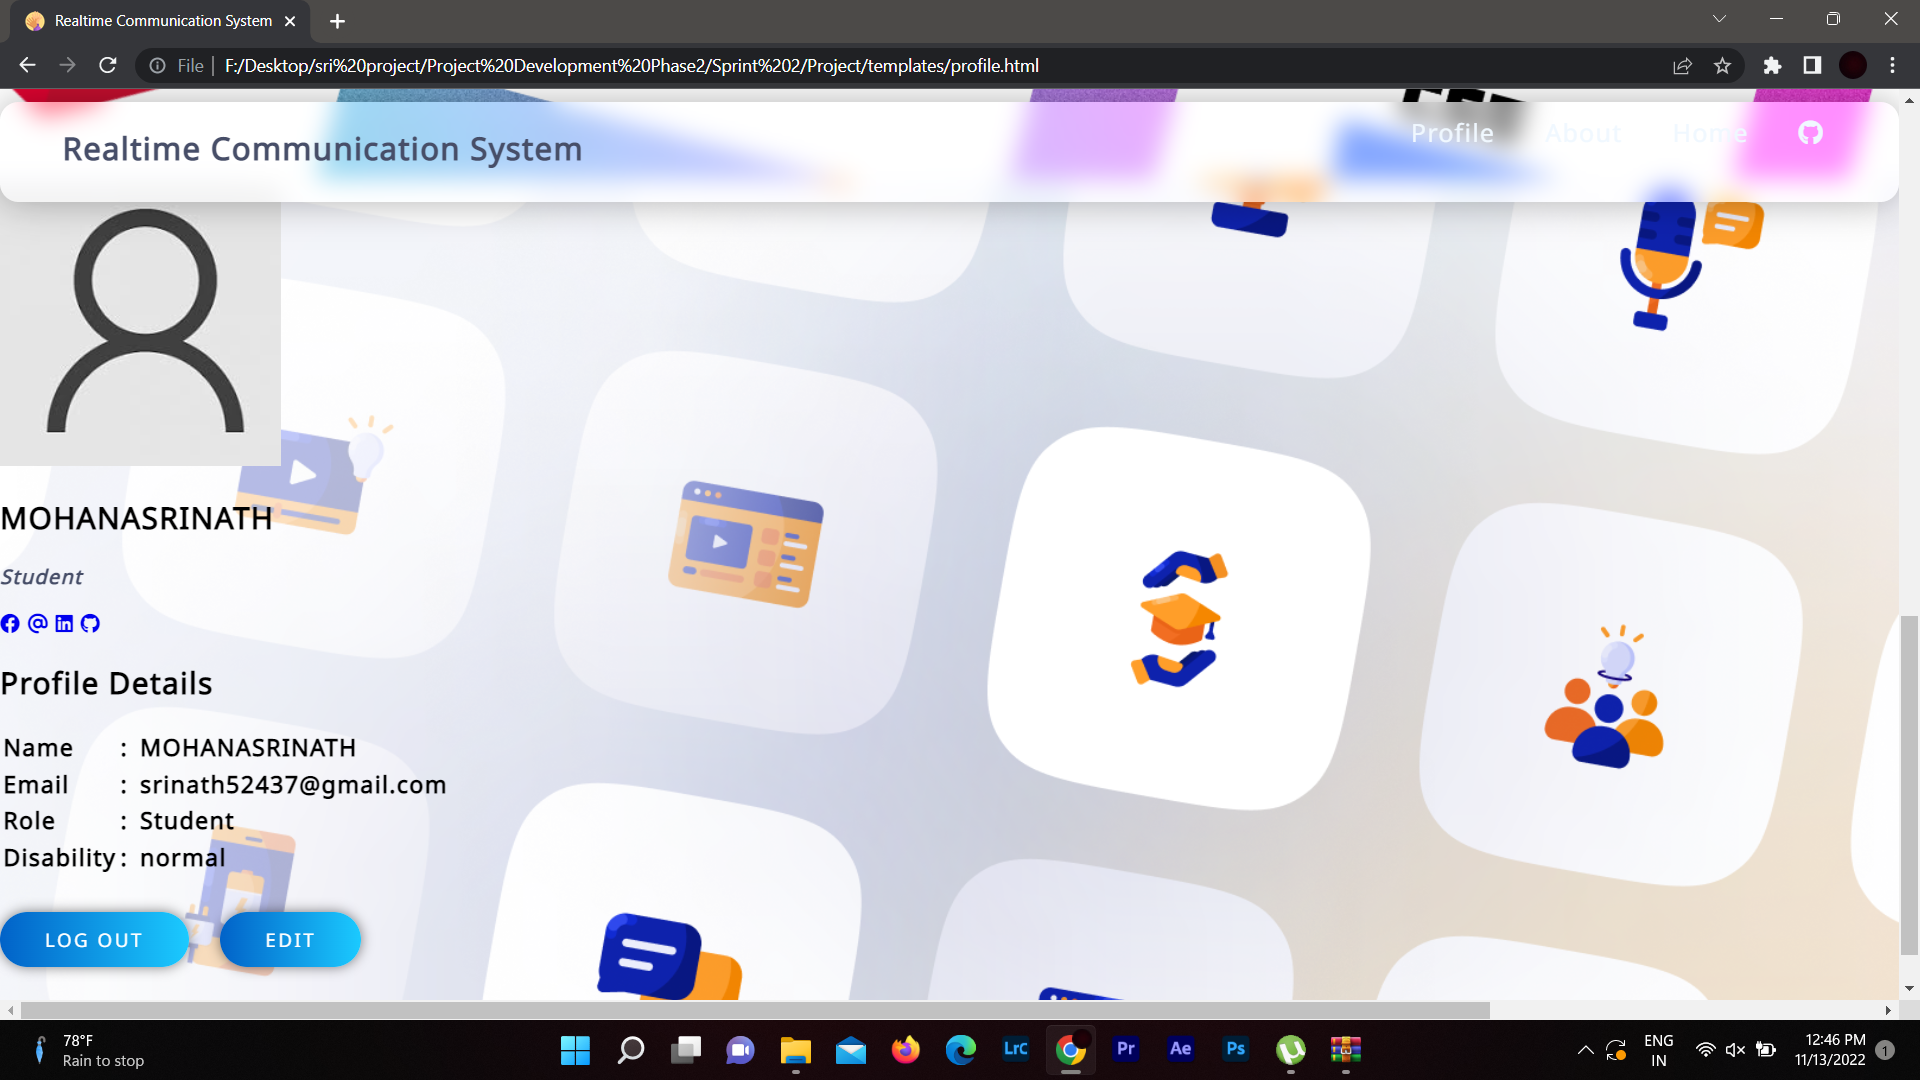 Realtime Communication System
File
F:/Desktop/sri%20project/Project%20Development%20Phase2/Sprint%202/Project/templates/profile.html
Realtime Communication System
Profile
About
Home
MOHANASRINATH
Student
Profile Details
Name : MOHANASRINATH
Email : srinath52437@gmail.com
Role : Student
Disability : normal
LOG OUT
EDIT
78°F
Rain to stop
LrC
Pr
Ae
Ps
ENG
IN
12:46 PM
11/13/2022
1